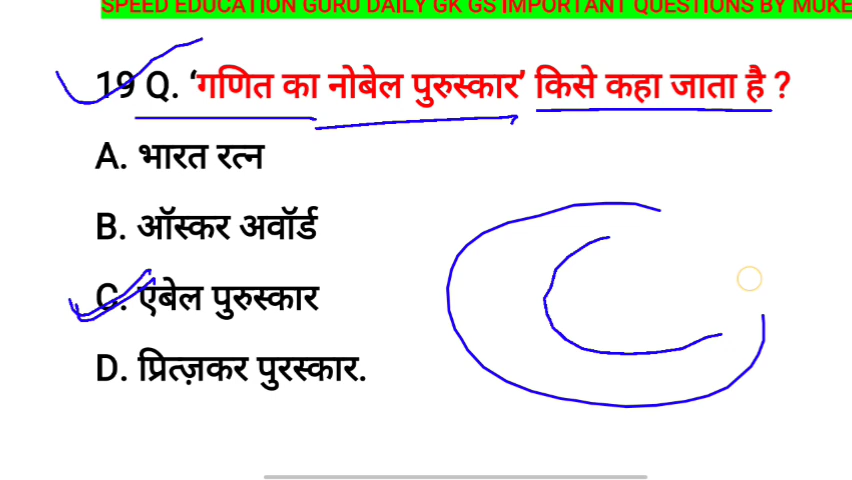 SPEED EDUCATION GURU DAILY GK GS IMPORTANT QUESTIONS BY MUKE
19 Q. ‘गणित का नोबेल पुरुस्कार’ किसे कहा जाता है ?
A. भारत रत्न
B. ऑस्कर अवॉर्ड
C. एबेल पुरुस्कार
D. प्रित्ज़कर पुरस्कार.